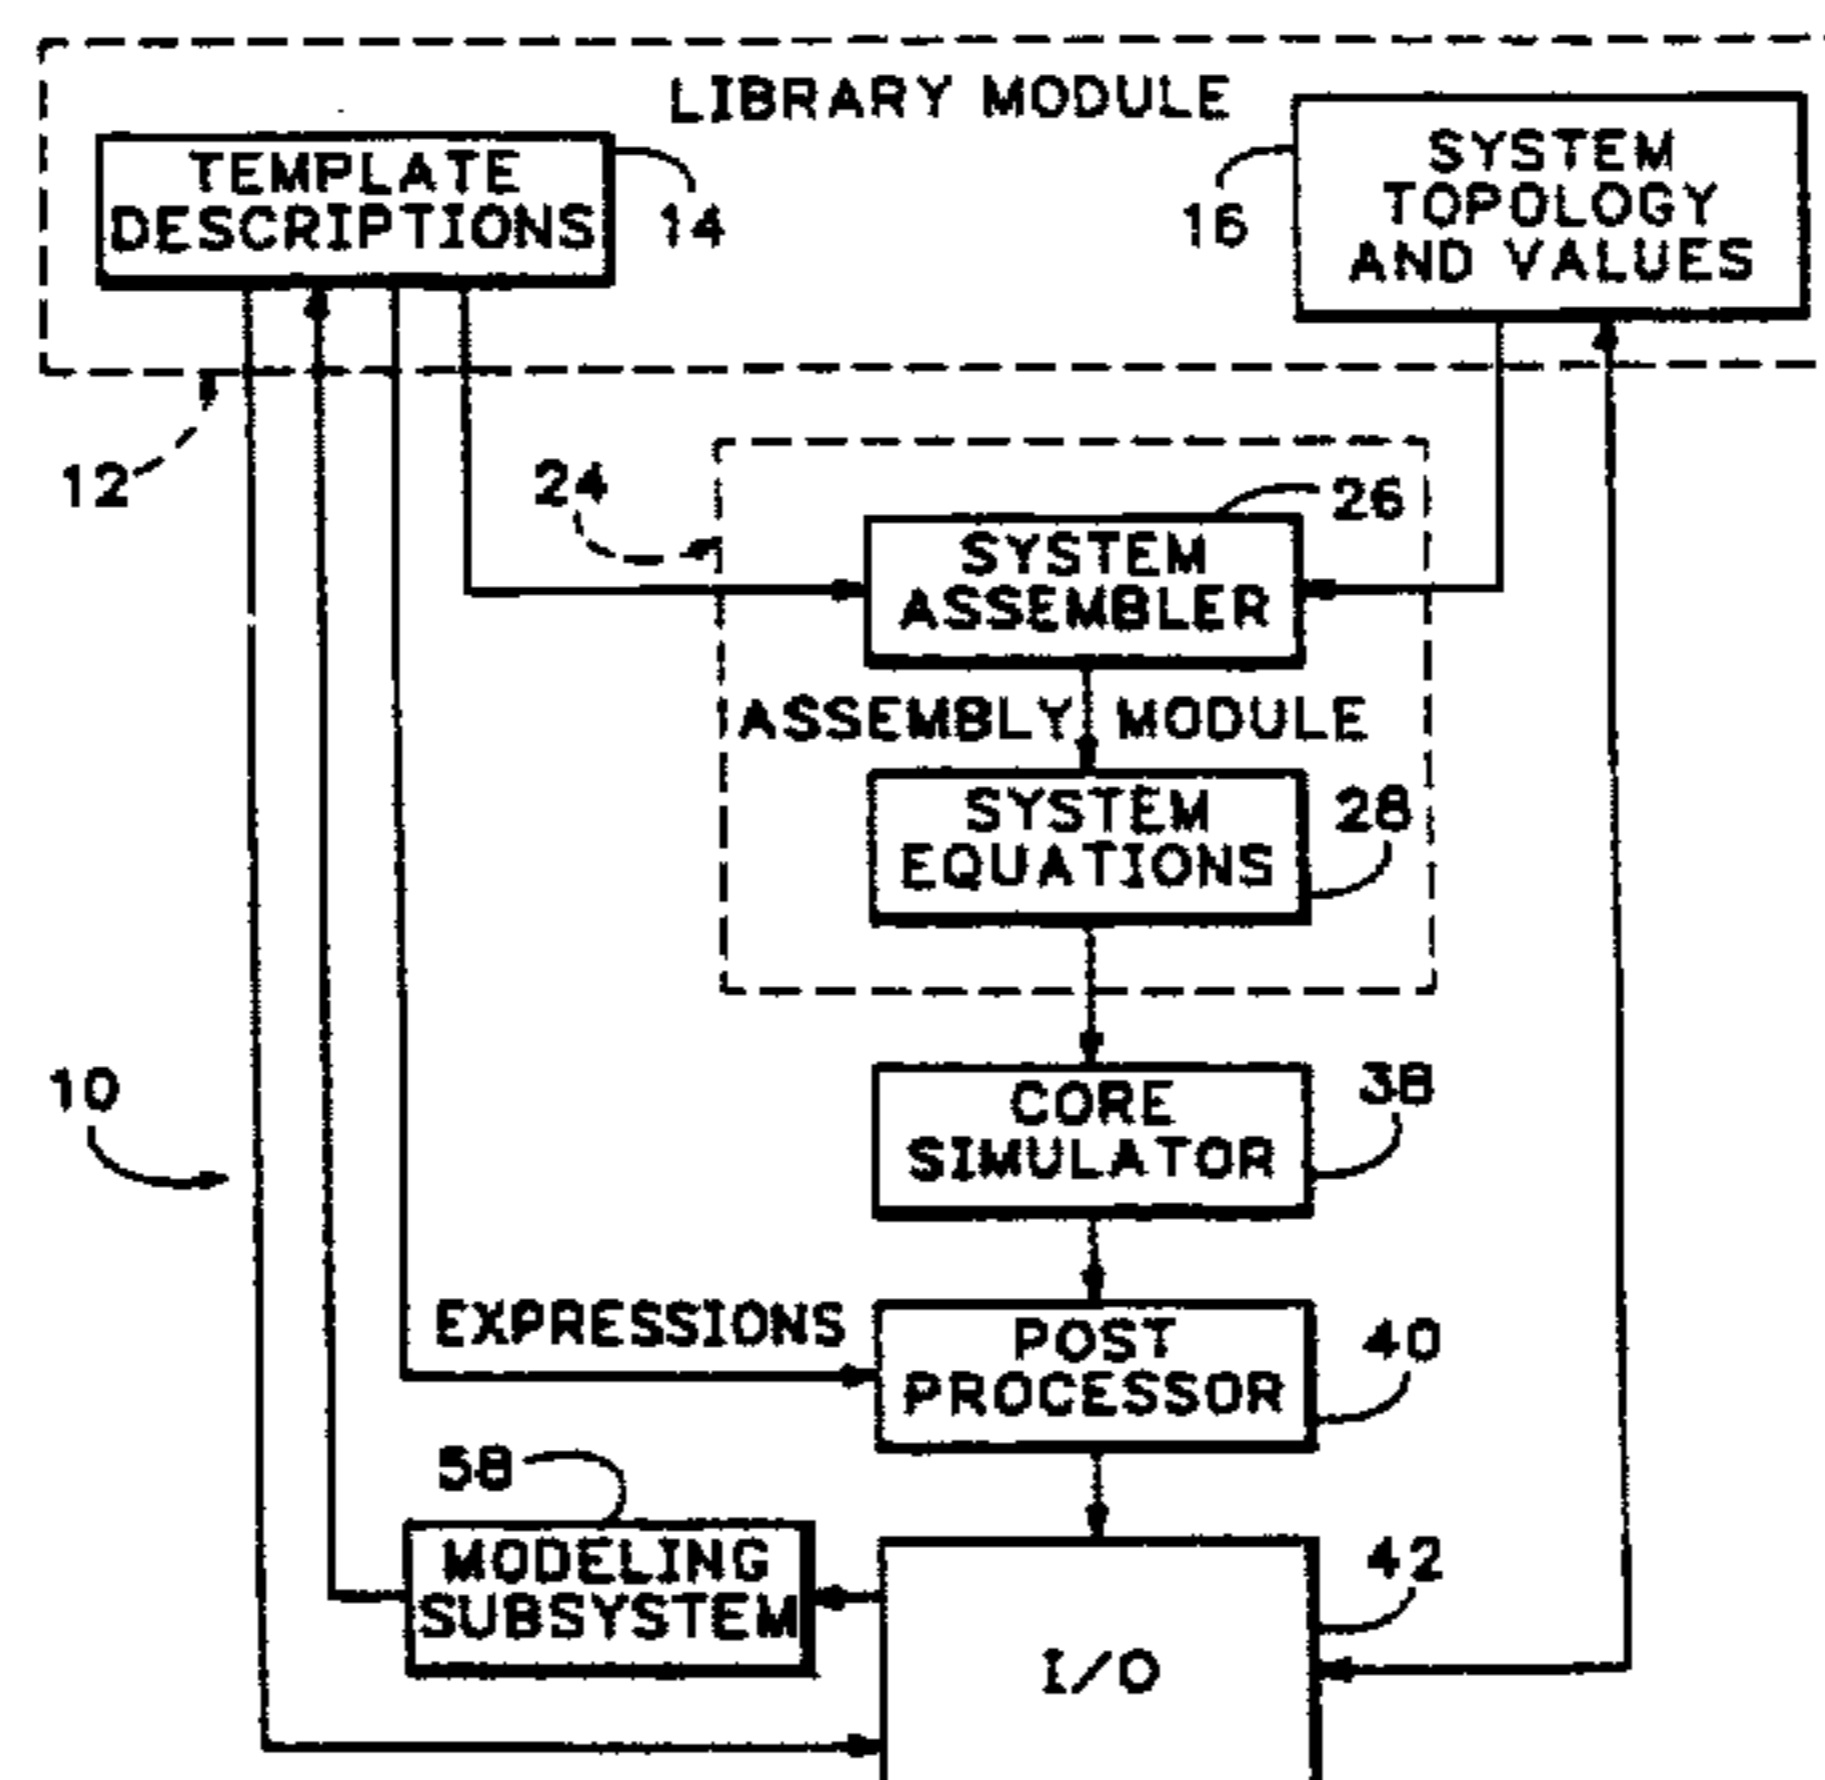 LIBRARY MODULE
TEMPLATE
DESCRIPTIONS
14
16
SYSTEM
TOPOLOGY
AND VALUES
12
24
26
SYSTEM
ASSEMBLER
ASSEMBLY MODULE
SYSTEM
EQUATIONS
28
10
CORE
SIMULATOR
38
EXPRESSIONS
POST
PROCESSOR
40
58
MODELING
SUBSYSTEM
42
I/O